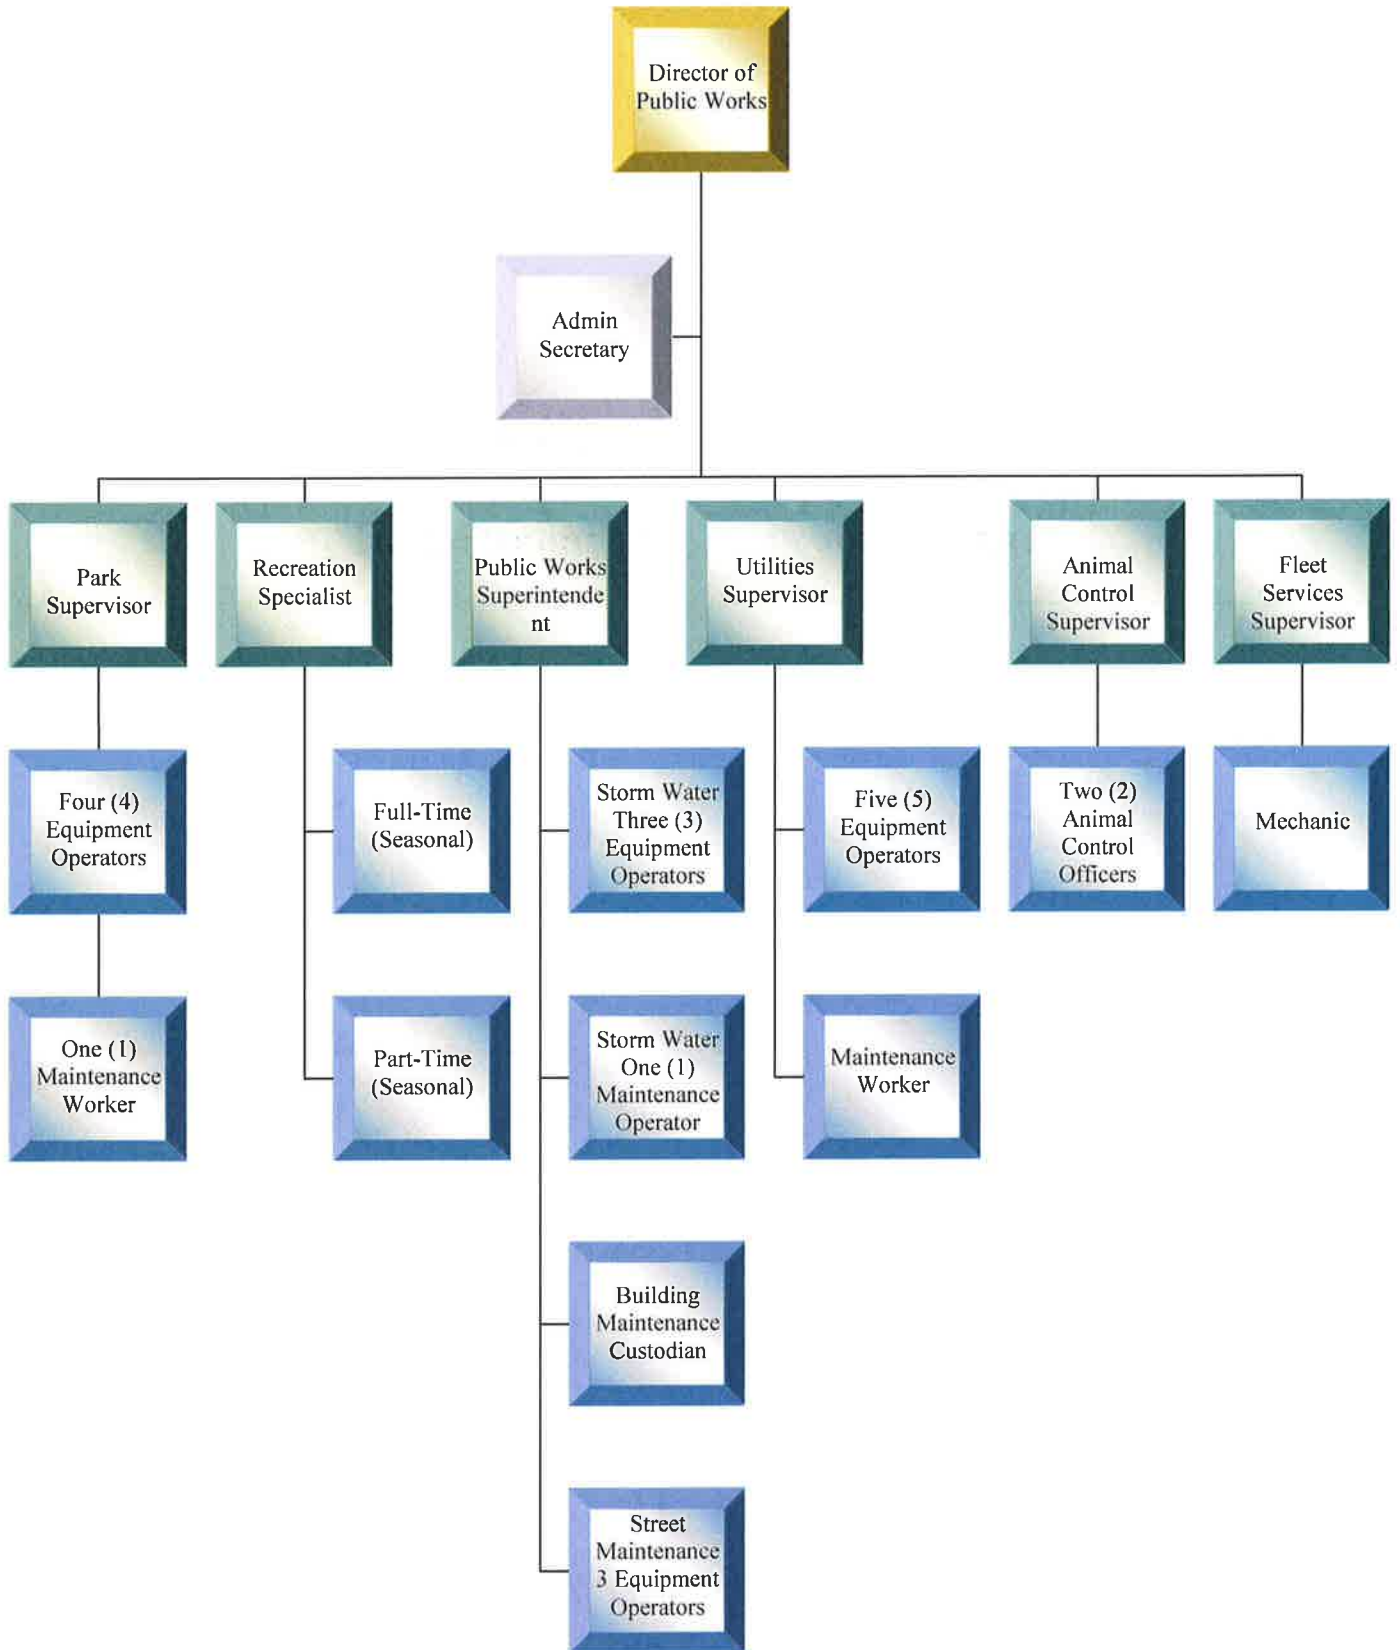 Director of
Public Works
Admin
Secretary
Park
Supervisor
Recreation
Specialist
Public Works
Superintende
nt
Utilities
Supervisor
Animal
Control
Supervisor
Fleet
Services
Supervisor
Four (4)
Equipment
Operators
Full-Time
(Seasonal)
Storm Water
Three (3)
Equipment
Operators
Five (5)
Equipment
Operators
Two (2)
Animal
Control
Officers
Mechanic
One (1)
Maintenance
Worker
Part-Time
(Seasonal)
Storm Water
One (1)
Maintenance
Operator
Maintenance
Worker
Building
Maintenance
Custodian
Street
Maintenance
3 Equipment
Operators